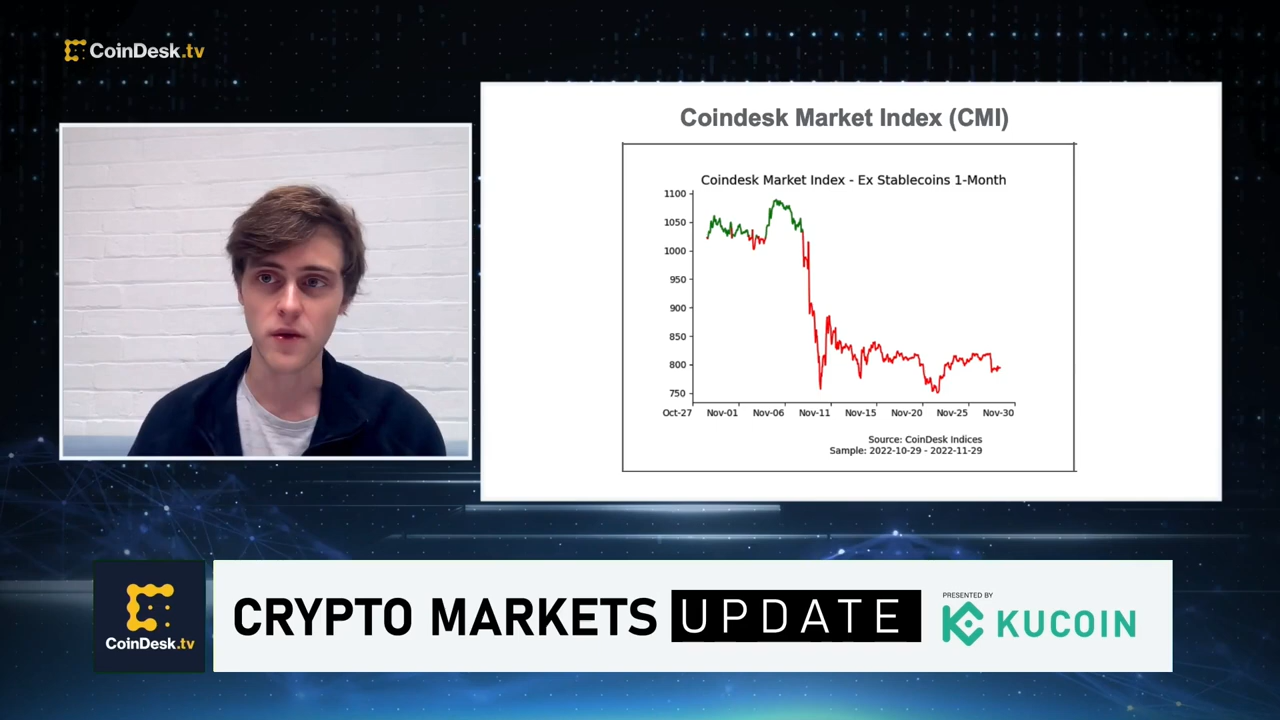 CoinDesk.tv
Coindesk Market Index (CMI)
Coindesk Market Index - Ex Stablecoins 1-Month
1100
1050
1000
950
900
850
800
750
Oct-27 Nov-01 Nov-06 Nov-11 Nov-15 Nov-20 Nov-25 Nov-30
Source: CoinDesk Indices
Sample: 2022-10-29 - 2022-11-29
CoinDesk.tv
CRYPTO MARKETS UPDATE
PRESENTED BY
KUCOIN